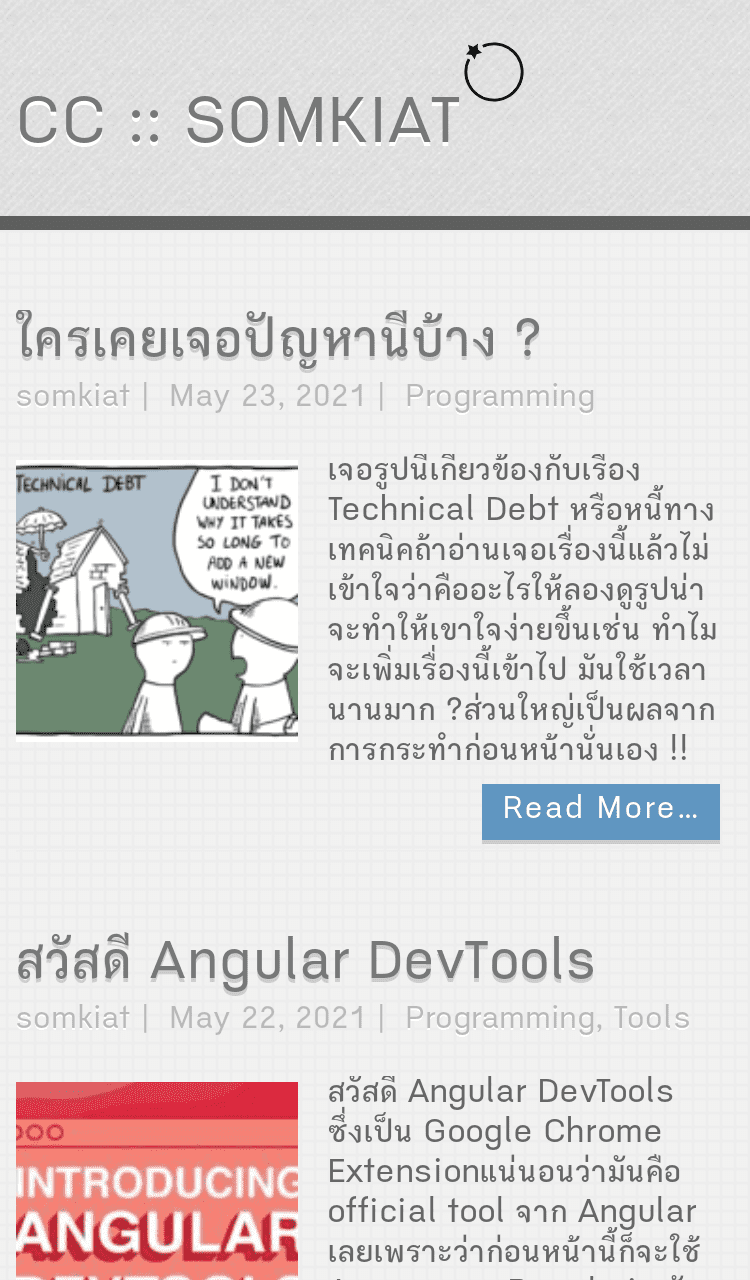 CC :: SOMKIAT
ใครเคยเจอปัญหานี้บ้าง ?
somkiat | May 23, 2021 | Programming
TECHNICAL DEBT
I DON'T
UNDERSTAND
WHY IT TAKES
SO LONG TO
ADD A NEW
WINDOW.
เจอรูปนี้เกี่ยวข้องกับเรื่อง
Technical Debt หรือหนี้ทาง
เทคนิคถ้าอ่านเจอเรื่องนี้แล้วไม่
เข้าใจว่าคืออะไรให้ลองดูรูปน่า
จะทำให้เขาใจง่ายขึ้นเช่น ทำไม
จะเพิ่มเรื่องนี้เข้าไป มันใช้เวลา
นานมาก ?ส่วนใหญ่เป็นผลจาก
การกระทำก่อนหน้านั่นเอง !!
Read More...
สวัสดี Angular DevTools
somkiat | May 22, 2021 | Programming, Tools
INTRODUCING
ANGULAR
สวัสดี Angular DevTools
ซึ่งเป็น Google Chrome
Extensionแน่นอนว่ามันคือ
official tool จาก Angular
เลยเพราะว่าก่อนหน้านี้ก็จะใช้